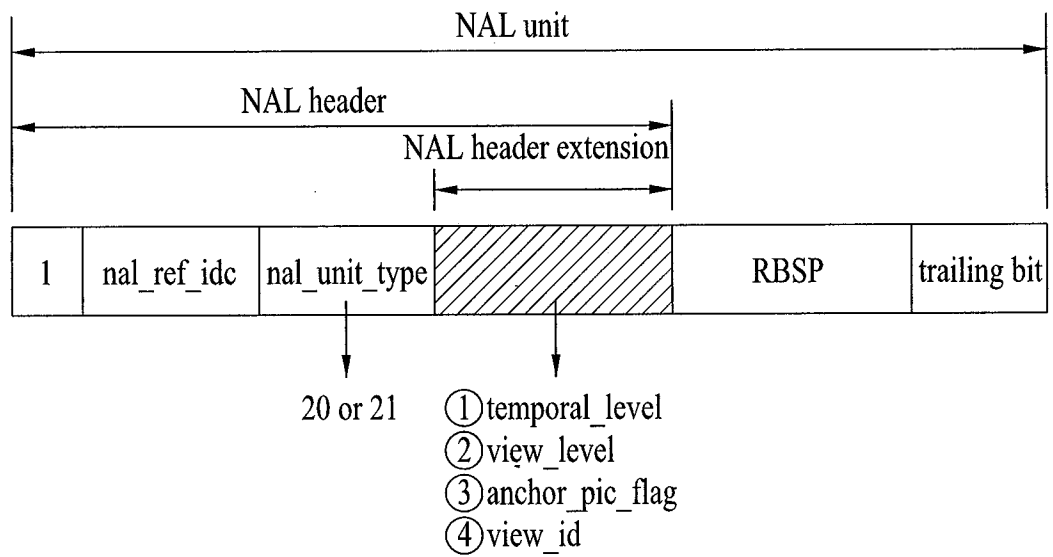 NAL unit
NAL header
NAL header extension
1 nal_ref_idc nal_unit_type RBSP trailing bit
20 or 21
①temporal_level
②view_level
③anchor_pic_flag
④view_id